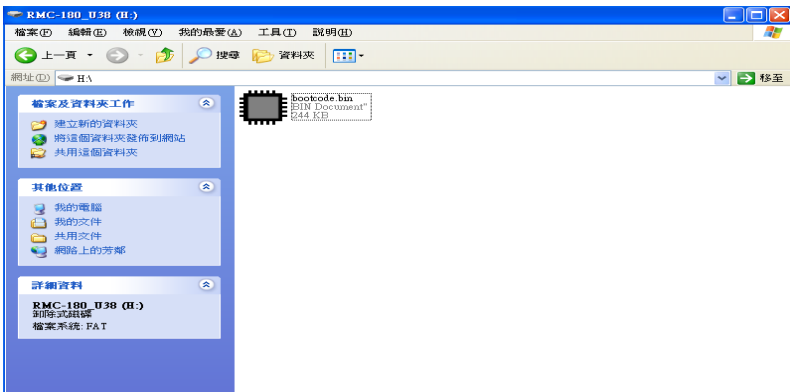 RMC-180_U38 (H:)
檔案(F) 編輯(E) 檢視(V) 我的最愛(A) 工具(T) 說明(H)
上一頁 搜尋 資料夾
網址(D) H:\ 移至
檔案及資料夾工作
建立新的資料夾
將這個資料夾發佈到網站
共用這個資料夾
其他位置
我的電腦
我的文件
共用文件
網路上的芳鄰
詳細資料
RMC-180_U38 (H:)
卸除式磁碟
檔案系統: FAT
bootcode.bin
BIN Document"
244 KB